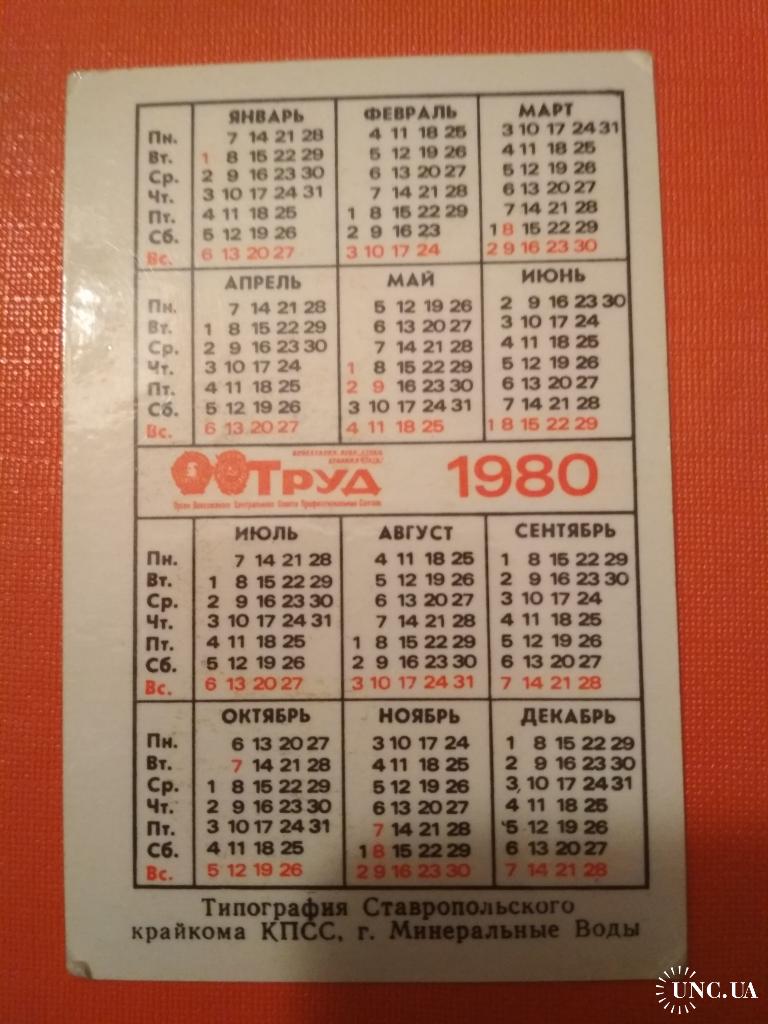 ЯНВАРЬ ФЕВРАЛЬ МАРТ
Пн. 7 14 21 28 4 11 18 25 3 10 17 24 31
Вт. 1 8 15 22 29 5 12 19 26 4 11 18 25
Ср. 2 9 16 23 30 6 13 20 27 5 12 19 26
Чт. 3 10 17 24 31 7 14 21 28 6 13 20 27
Пт. 4 11 18 25 1 8 15 22 29 7 14 21 28
Сб. 5 12 19 26 2 9 16 23 1 8 15 22 29
Вс. 6 13 20 27 3 10 17 24 2 9 16 23 30
АПРЕЛЬ МАЙ ИЮНЬ
Пн. 7 14 21 28 5 12 19 26 2 9 16 23 30
Вт. 1 8 15 22 29 6 13 20 27 3 10 17 24
Ср. 2 9 16 23 30 7 14 21 28 4 11 18 25
Чт. 3 10 17 24 1 8 15 22 29 5 12 19 26
Пт. 4 11 18 25 2 9 16 23 30 6 13 20 27
Сб. 5 12 19 26 3 10 17 24 31 7 14 21 28
Вс. 6 13 20 27 4 11 18 25 1 8 15 22 29
ТРУД 1980
Орган Всесоюзного Центрального Совета Профессиональных Союзов
ИЮЛЬ АВГУСТ СЕНТЯБРЬ
Пн. 7 14 21 28 4 11 18 25 1 8 15 22 29
Вт. 1 8 15 22 29 5 12 19 26 2 9 16 23 30
Ср. 2 9 16 23 30 6 13 20 27 3 10 17 24
Чт. 3 10 17 24 31 7 14 21 28 4 11 18 25
Пт. 4 11 18 25 1 8 15 22 29 5 12 19 26
Сб. 5 12 19 26 2 9 16 23 30 6 13 20 27
Вс. 6 13 20 27 3 10 17 24 31 7 14 21 28
ОКТЯБРЬ НОЯБРЬ ДЕКАБРЬ
Пн. 6 13 20 27 3 10 17 24 1 8 15 22 29
Вт. 7 14 21 28 4 11 18 25 2 9 16 23 30
Ср. 1 8 15 22 29 5 12 19 26 3 10 17 24 31
Чт. 2 9 16 23 30 6 13 20 27 4 11 18 25
Пт. 3 10 17 24 31 7 14 21 28 5 12 19 26
Сб. 4 11 18 25 1 8 15 22 29 6 13 20 27
Вс. 5 12 19 26 2 9 16 23 30 7 14 21 28
Типография Ставропольского
крайкома КПСС, г. Минеральные Воды
UNC.UA